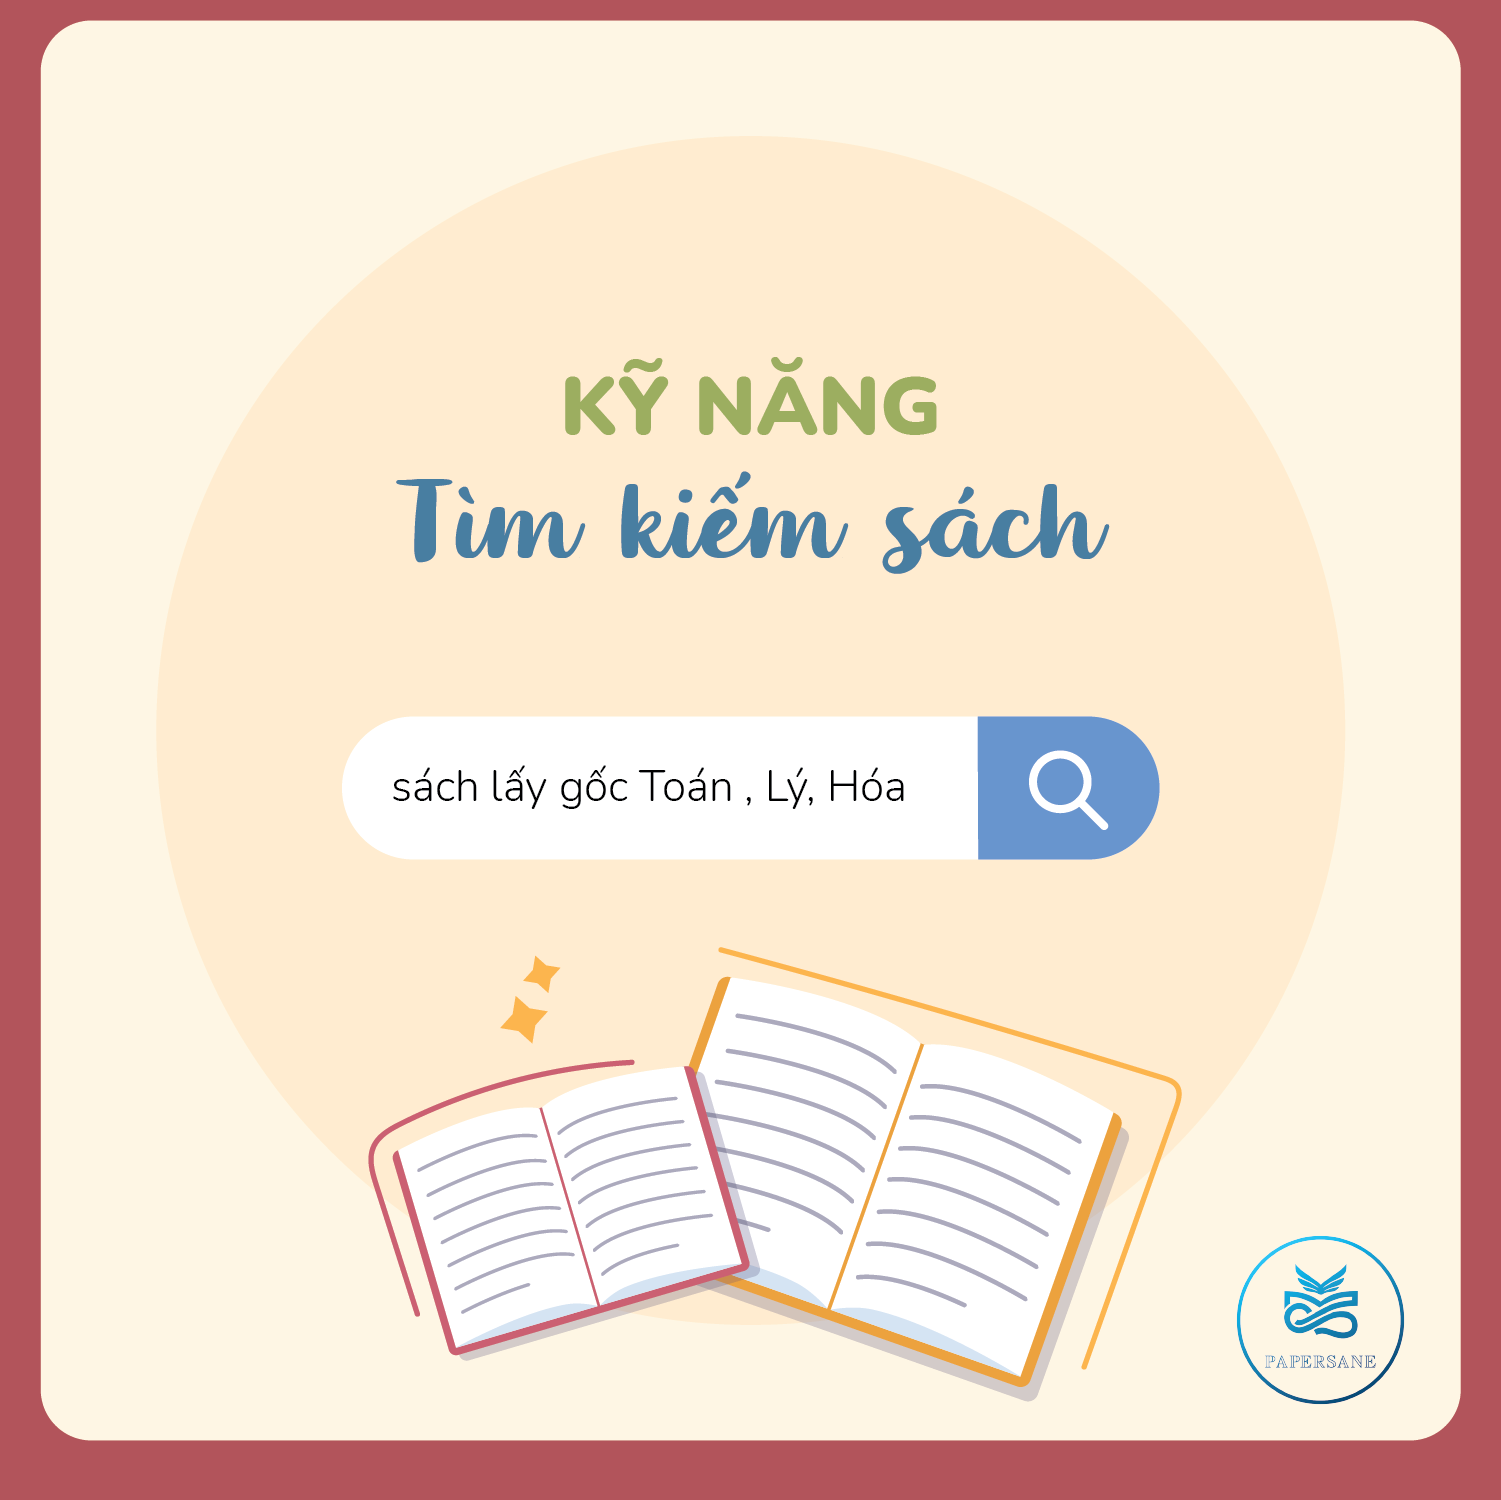 KỸ NĂNG
Tìm kiếm sách
sách lấy gốc Toán , Lý, Hóa
PAPERSANE